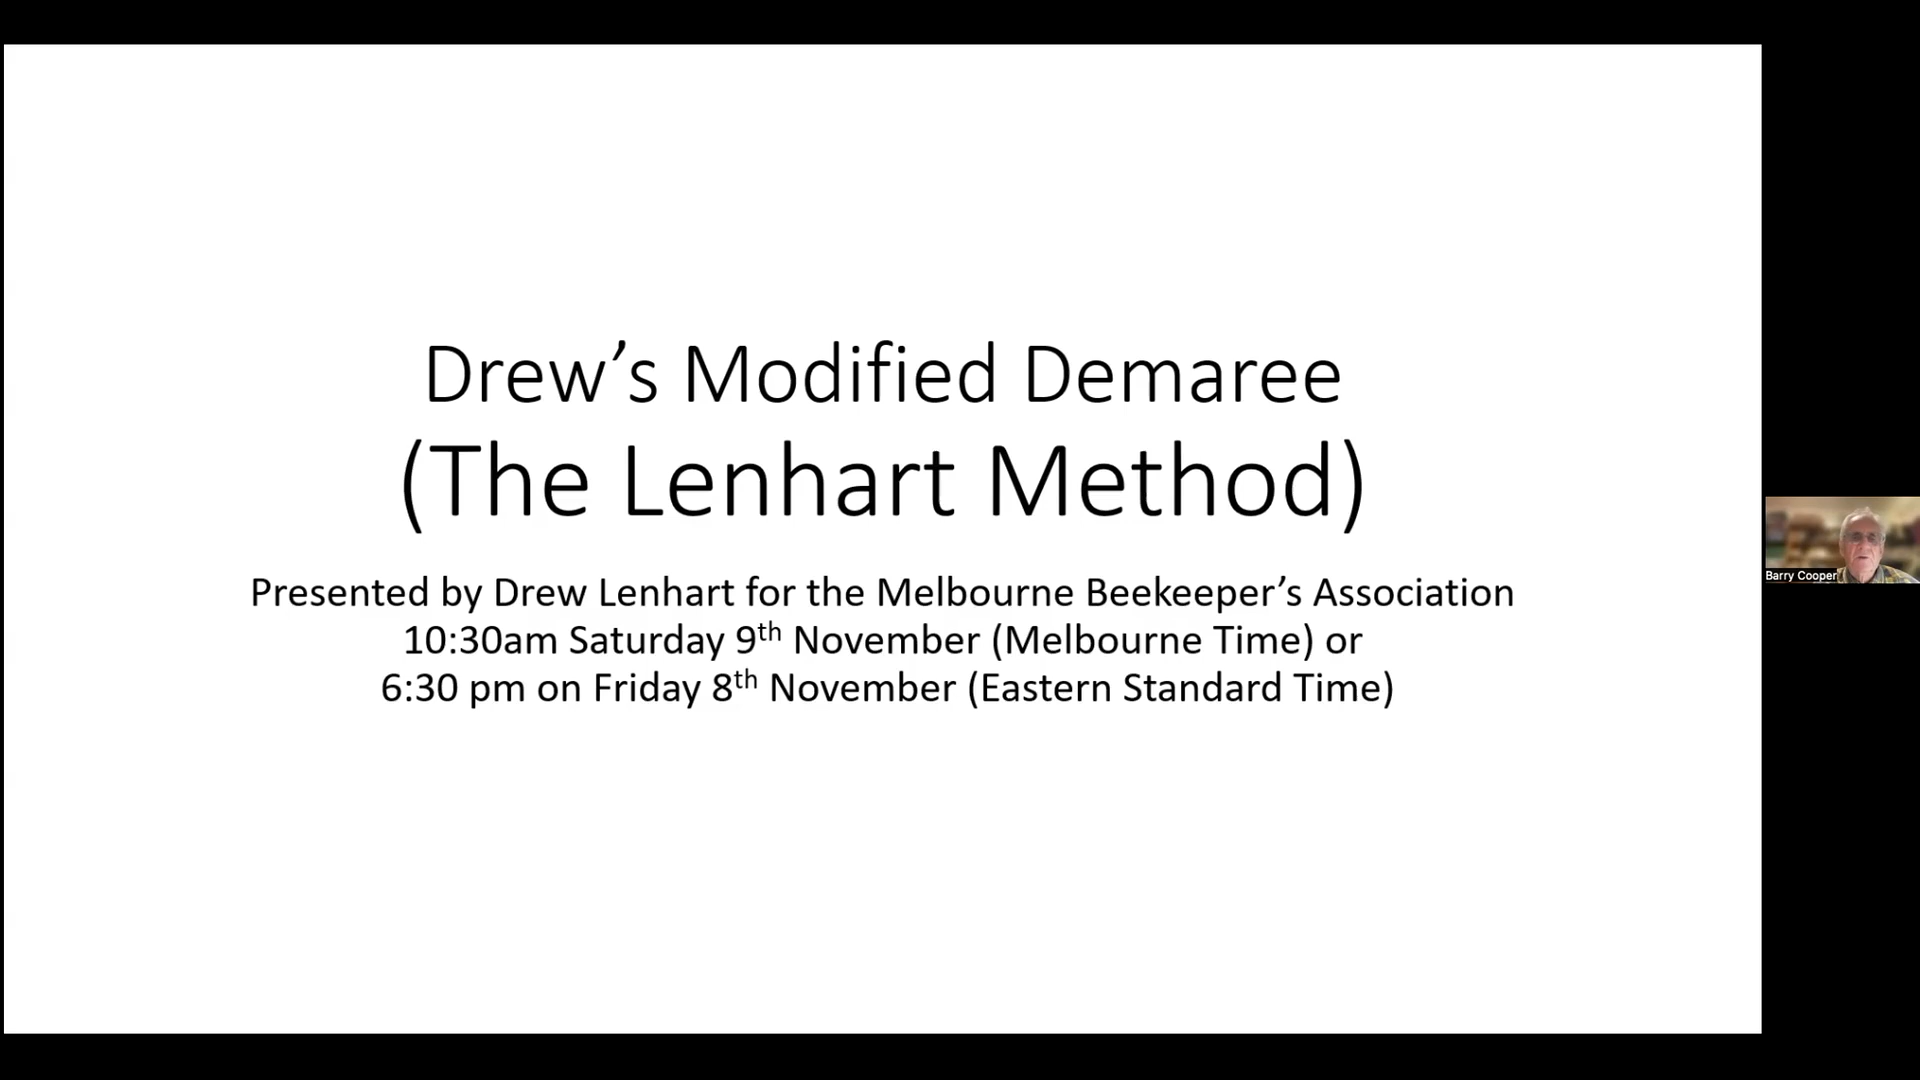 Drew’s Modified Demaree
(The Lenhart Method)
Presented by Drew Lenhart for the Melbourne Beekeeper’s Association
10:30am Saturday 9th November (Melbourne Time) or
6:30 pm on Friday 8th November (Eastern Standard Time)
Barry Cooper